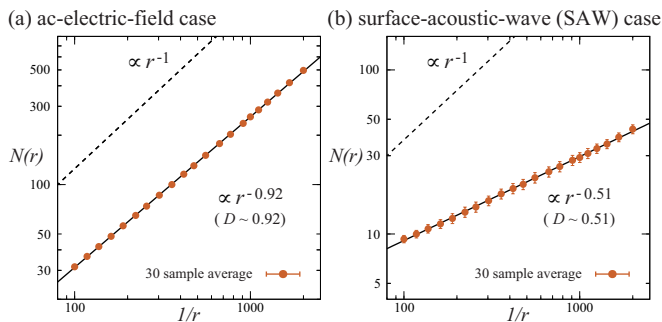 (a) ac-electric-field case
∝ r⁻¹
500
300
N(r)
100
∝ r⁻⁰·⁹²
( D ~ 0.92)
50
30
30 sample average
100
1000
1/r
(b) surface-acoustic-wave (SAW) case
∝ r⁻¹
100
50
N(r)
30
∝ r⁻⁰·⁵¹
( D ~ 0.51)
10
5
30 sample average
100
1000
1/r